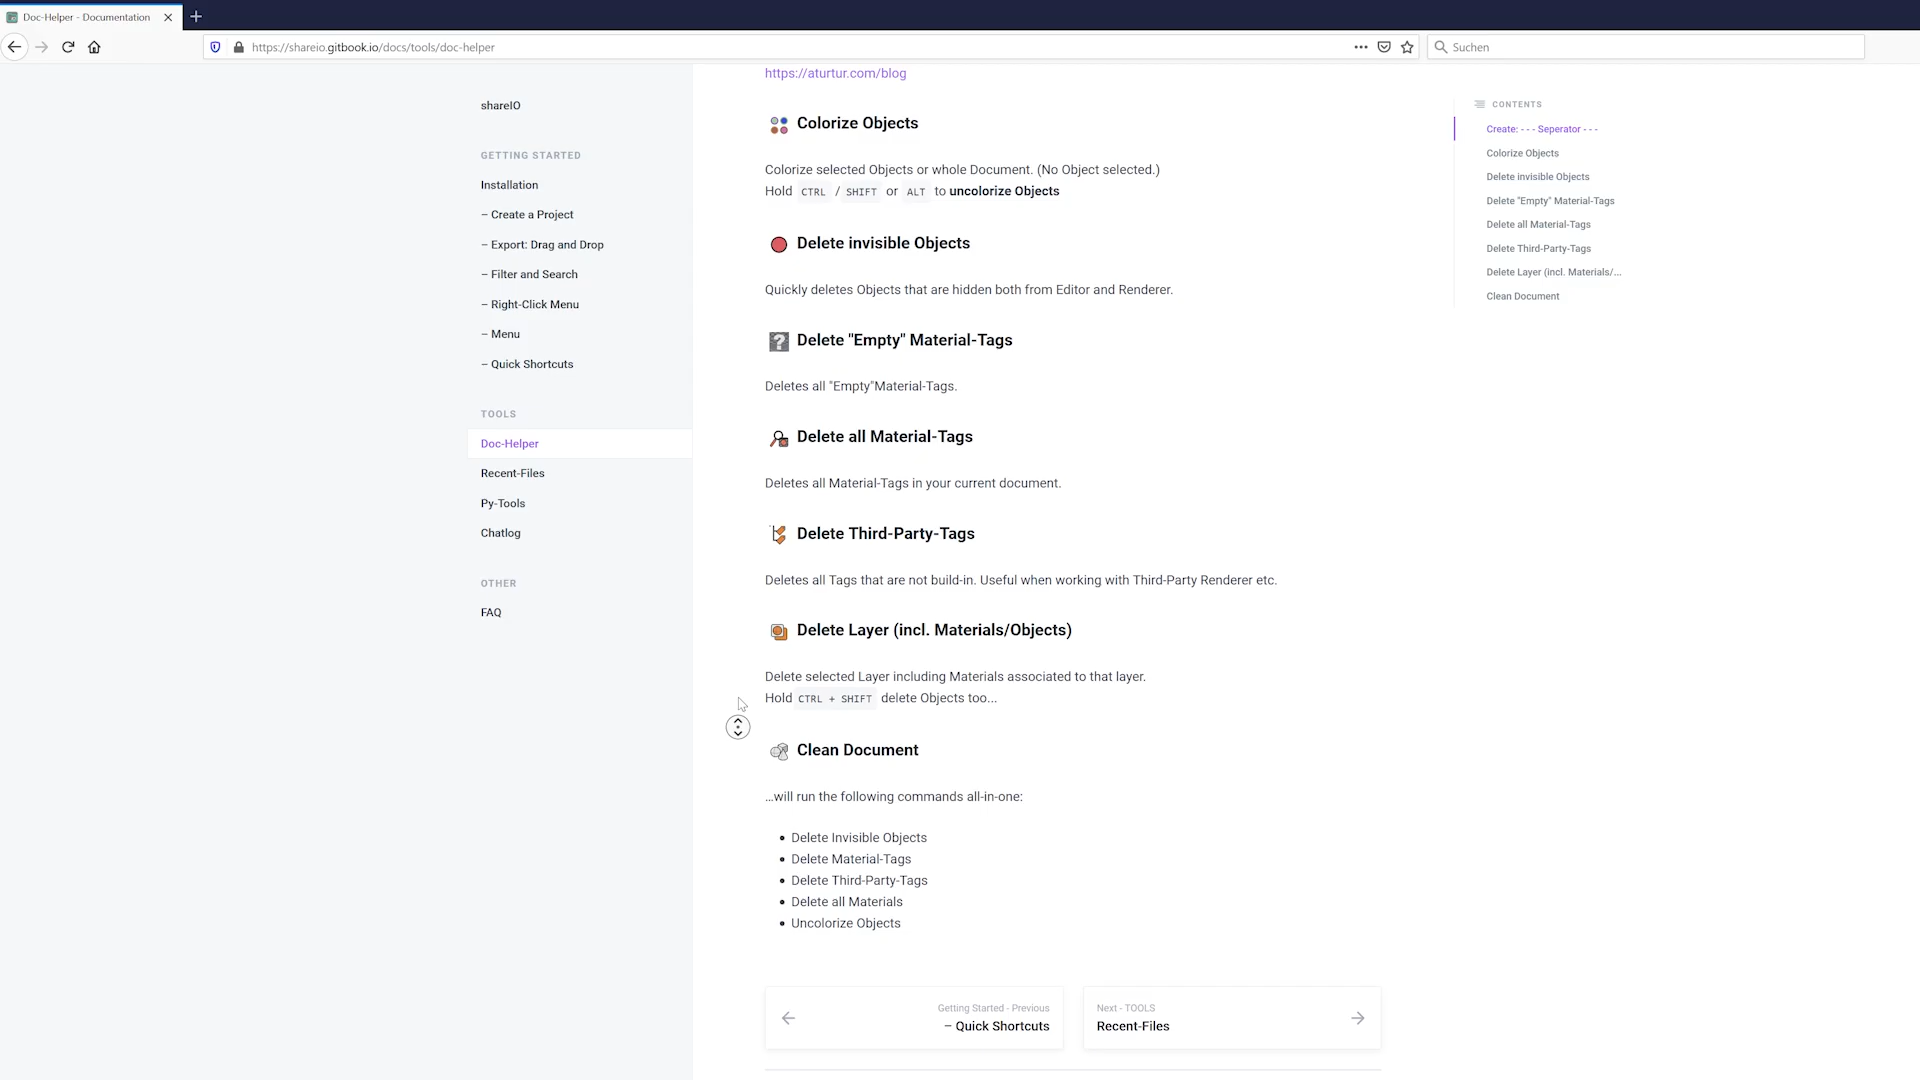 Doc-Helper - Documentation
https://shareio.gitbook.io/docs/tools/doc-helper
Suchen
shareIO
GETTING STARTED
Installation
– Create a Project
– Export: Drag and Drop
– Filter and Search
– Right-Click Menu
– Menu
– Quick Shortcuts
TOOLS
Doc-Helper
Recent-Files
Py-Tools
Chatlog
OTHER
FAQ
https://aturtur.com/blog
Colorize Objects
Colorize selected Objects or whole Document. (No Object selected.)
Hold CTRL / SHIFT or ALT to uncolorize Objects
Delete invisible Objects
Quickly deletes Objects that are hidden both from Editor and Renderer.
Delete "Empty" Material-Tags
Deletes all "Empty"Material-Tags.
Delete all Material-Tags
Deletes all Material-Tags in your current document.
Delete Third-Party-Tags
Deletes all Tags that are not build-in. Useful when working with Third-Party Renderer etc.
Delete Layer (incl. Materials/Objects)
Delete selected Layer including Materials associated to that layer.
Hold CTRL + SHIFT delete Objects too...
Clean Document
...will run the following commands all-in-one:
• Delete Invisible Objects
• Delete Material-Tags
• Delete Third-Party-Tags
• Delete all Materials
• Uncolorize Objects
Getting Started - Previous
– Quick Shortcuts
Next - TOOLS
Recent-Files
CONTENTS
Create: - - - Seperator - - -
Colorize Objects
Delete invisible Objects
Delete "Empty" Material-Tags
Delete all Material-Tags
Delete Third-Party-Tags
Delete Layer (incl. Materials/...
Clean Document